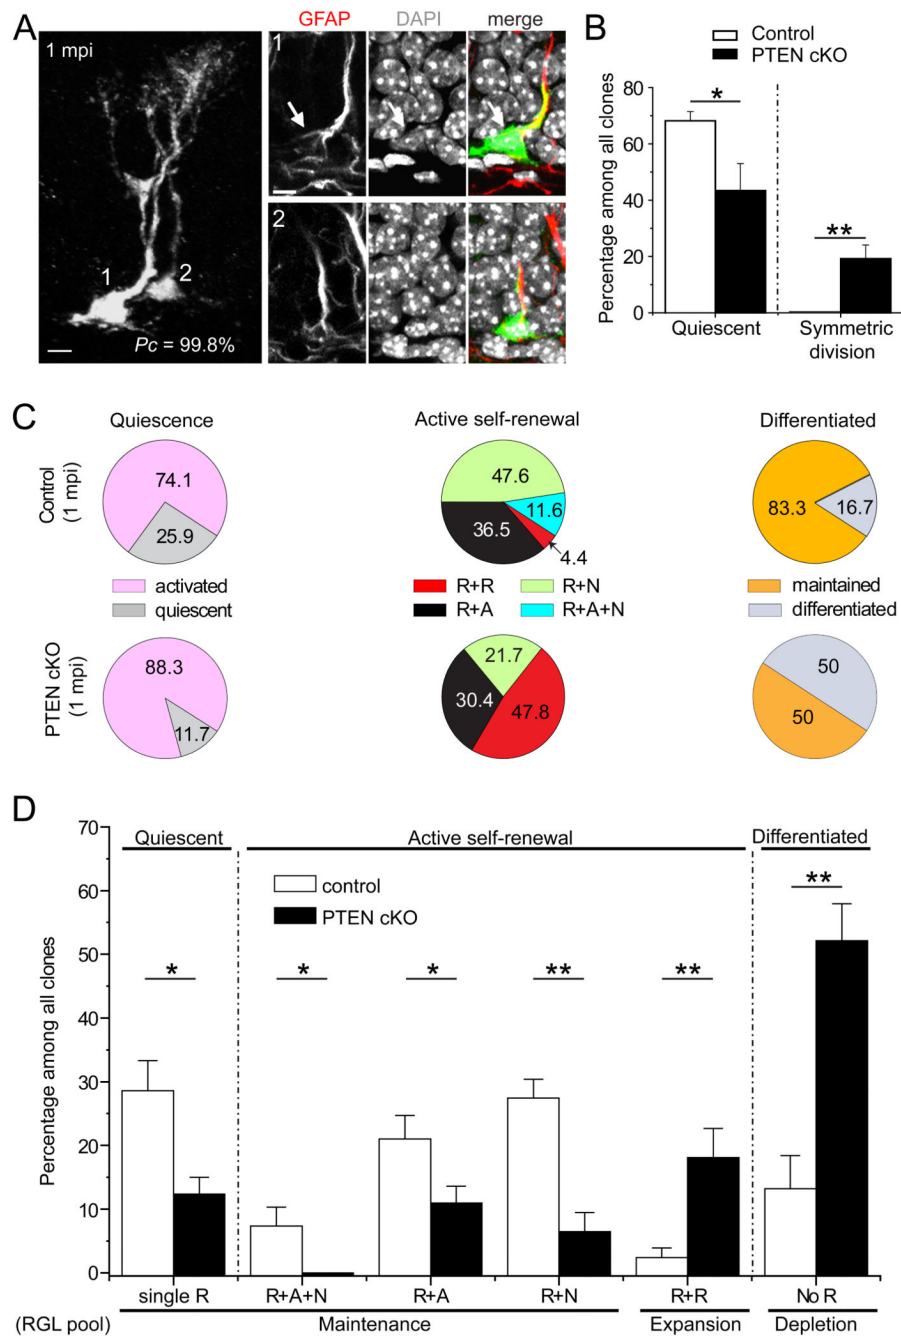 A
1 mpi
GFAP
DAPI
merge
1
2
1
2
Pc = 99.8%
B
Control
PTEN cKO
Percentage among all clones
80
60
40
20
0
*
**
Quiescent
Symmetric
division
C
Quiescence
Active self-renewal
Differentiated
Control
(1 mpi)
74.1
25.9
47.6
11.6
36.5
4.4
83.3
16.7
activated
quiescent
R+R
R+N
R+A
R+A+N
maintained
differentiated
PTEN cKO
(1 mpi)
88.3
11.7
21.7
30.4
47.8
50
50
D
Percentage among all clones
70
60
50
40
30
20
10
0
Quiescent
Active self-renewal
Differentiated
control
PTEN cKO
*
*
*
**
**
**
single R
R+A+N
R+A
R+N
R+R
No R
(RGL pool)
Maintenance
Expansion
Depletion